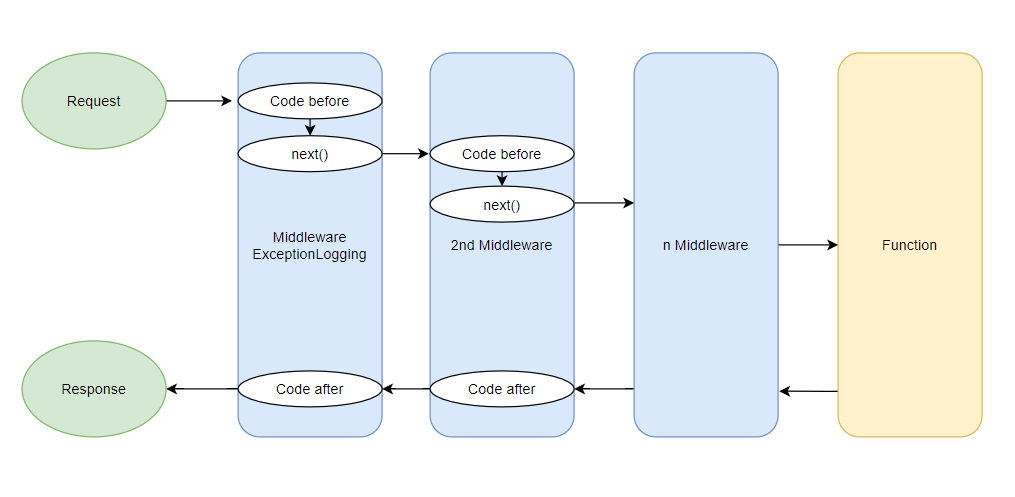 Request
Code before
next()
Code before
next()
Middleware
ExceptionLogging
2nd Middleware
n Middleware
Function
Response
Code after
Code after